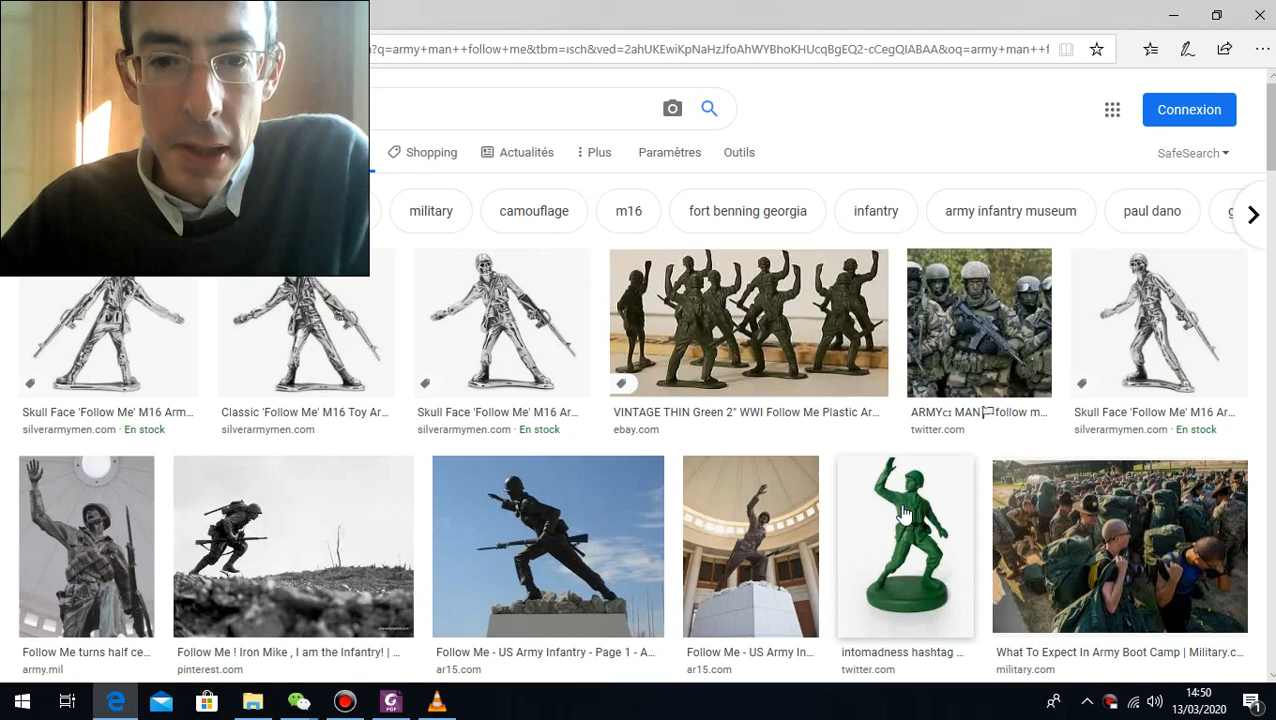 ?q=army+man++follow+me&tbm=isch&ved=2ahUKEwiKpNaHzJfoAhWYBhoKHUcqBgEQ2-cCegQIABAA&oq=army+man++f
Connexion
Shopping
Actualités
Plus
Paramètres
Outils
SafeSearch
military
camouflage
m16
fort benning georgia
infantry
army infantry museum
paul dano
Skull Face 'Follow Me' M16 Arm...
silverarmymen.com · En stock
Classic 'Follow Me' M16 Toy Ar...
silverarmymen.com
Skull Face 'Follow Me' M16 Ar...
silverarmymen.com · En stock
VINTAGE THIN Green 2" WWI Follow Me Plastic Ar...
ebay.com
ARMYcɪ MAN🏳follow m...
twitter.com
Skull Face 'Follow Me' M16 Ar...
silverarmymen.com · En stock
Follow Me turns half ce...
army.mil
Follow Me ! Iron Mike , I am the Infantry! | ...
pinterest.com
Follow Me - US Army Infantry - Page 1 - A...
ar15.com
Follow Me - US Army In...
ar15.com
intomadness hashtag ...
twitter.com
What To Expect In Army Boot Camp | Military.c...
military.com
PDF
14:50
13/03/2020
1